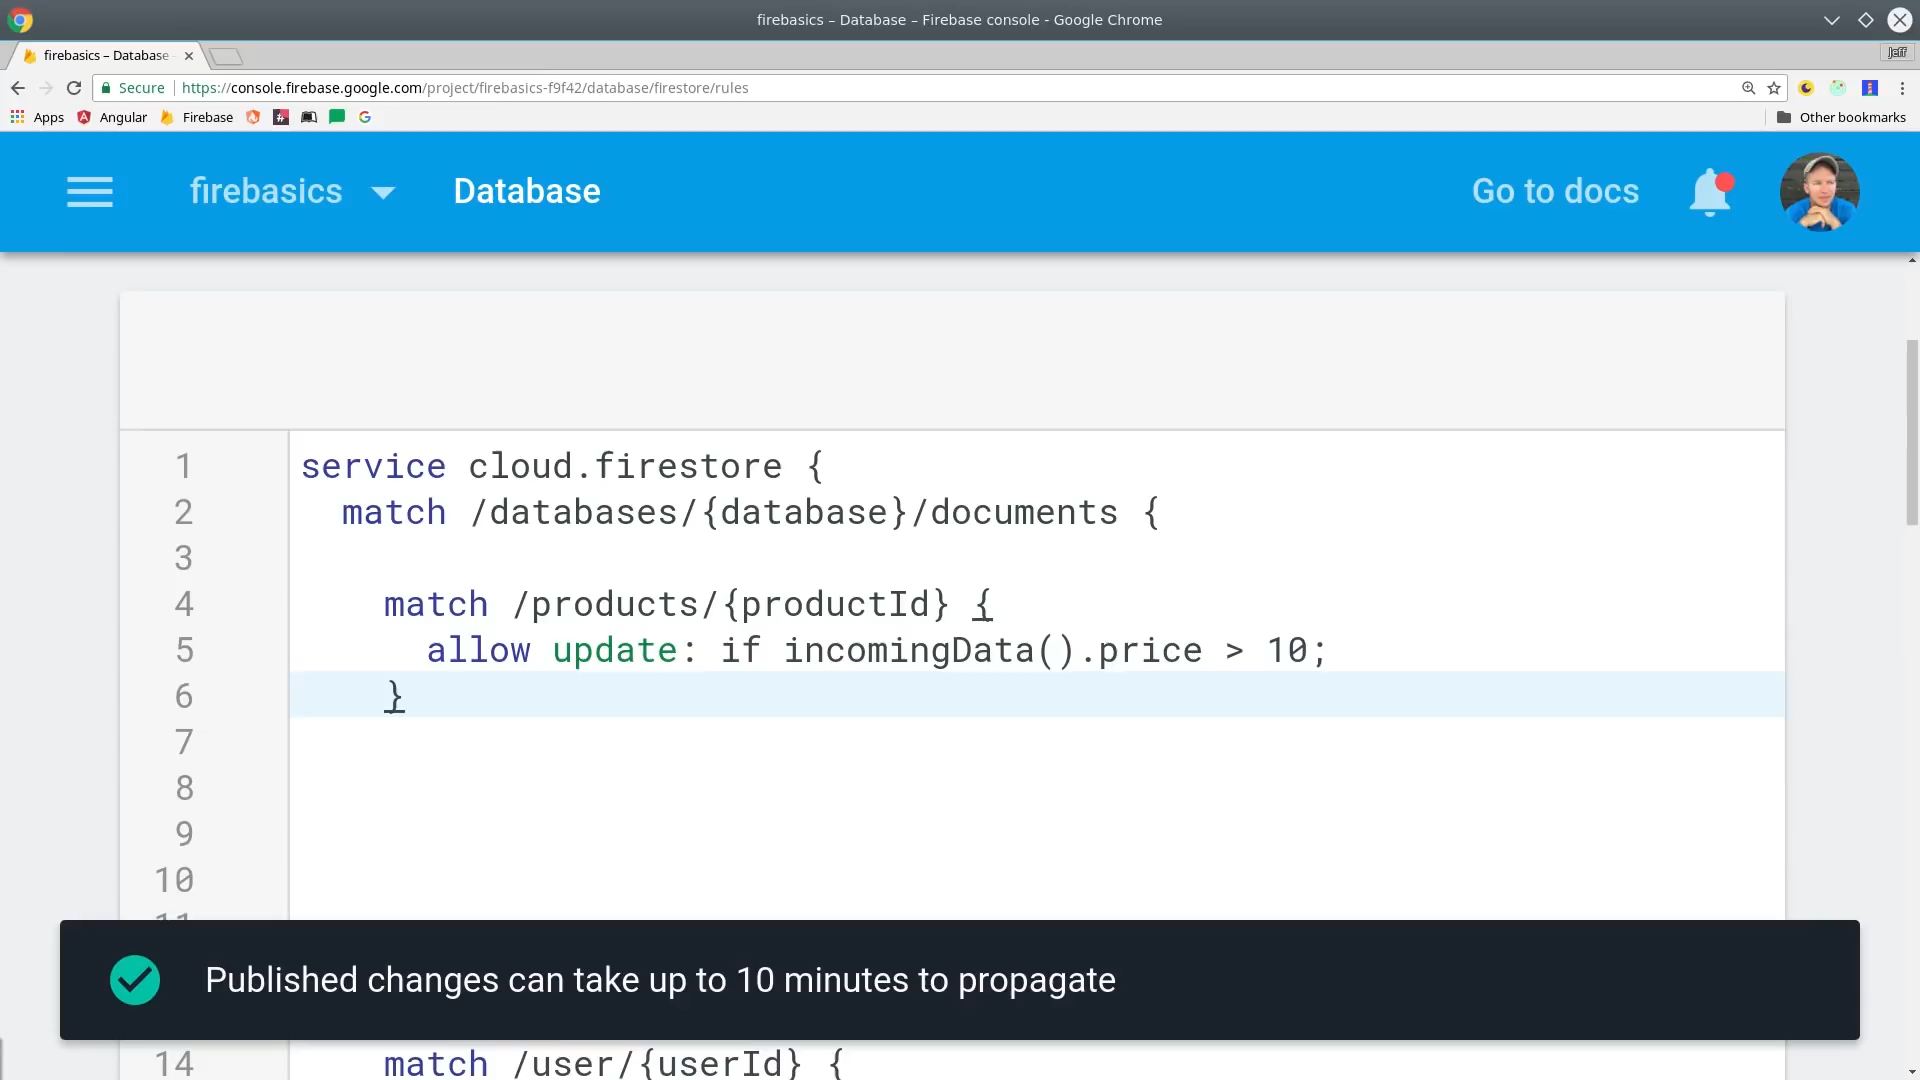 firebasics – Database – Firebase console - Google Chrome
firebasics – Database
Jeff
Secure https://console.firebase.google.com/project/firebasics-f9f42/database/firestore/rules
Apps Angular Firebase Other bookmarks
firebasics Database Go to docs
1 service cloud.firestore {
2 match /databases/{database}/documents {
3
4 match /products/{productId} {
5 allow update: if incomingData().price > 10;
6 }
7
8
9
10
11
Published changes can take up to 10 minutes to propagate
14 match /user/{userId} {